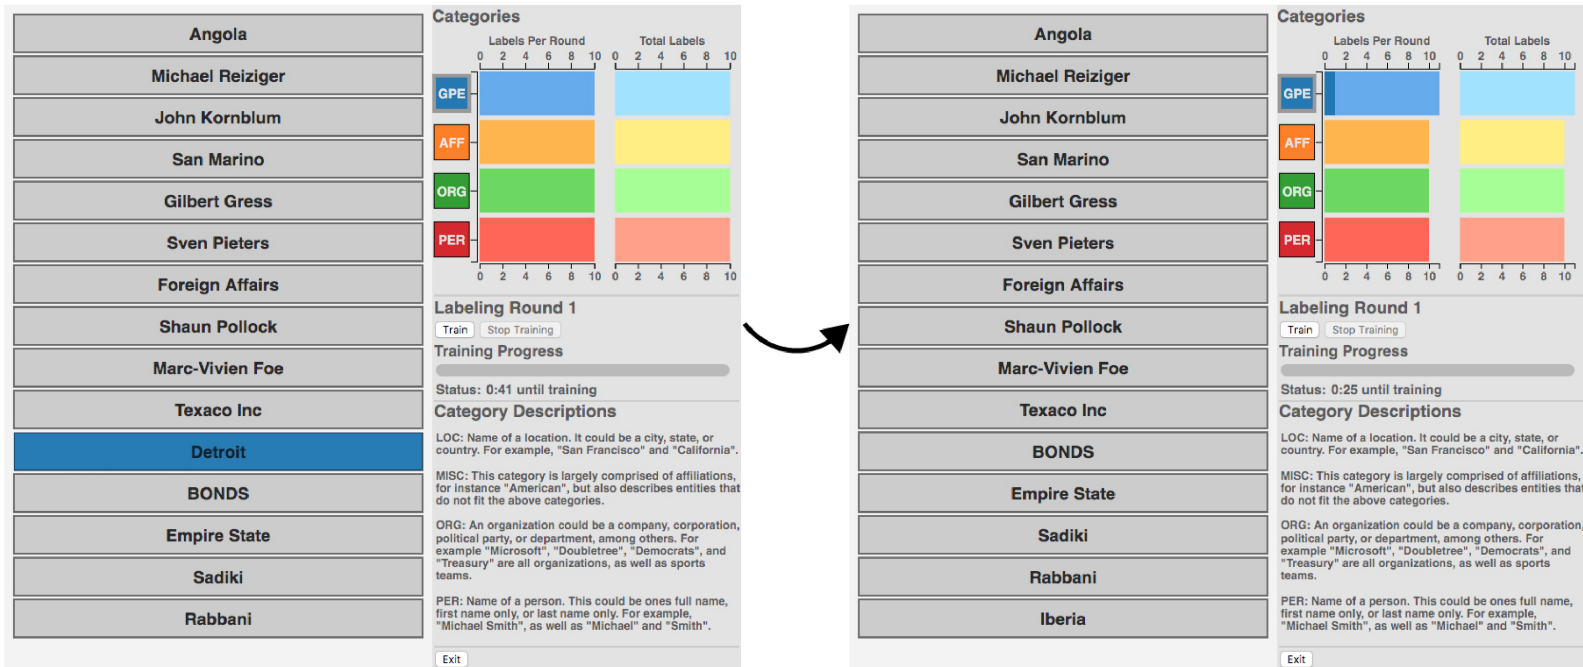 Angola
Michael Reiziger
John Kornblum
San Marino
Gilbert Gress
Sven Pieters
Foreign Affairs
Shaun Pollock
Marc-Vivien Foe
Texaco Inc
Detroit
BONDS
Empire State
Sadiki
Rabbani
Categories
Labels Per Round Total Labels
0 2 4 6 8 10 0 2 4 6 8 10
GPE
AFF
ORG
PER
0 2 4 6 8 10 0 2 4 6 8 10
Labeling Round 1
Train Stop Training
Training Progress
Status: 0:41 until training
Category Descriptions
LOC: Name of a location. It could be a city, state, or
country. For example, "San Francisco" and "California".
MISC: This category is largely comprised of affiliations,
for instance "American", but also describes entities that
do not fit the above categories.
ORG: An organization could be a company, corporation,
political party, or department, among others. For
example "Microsoft", "Doubletree", "Democrats", and
"Treasury" are all organizations, as well as sports
teams.
PER: Name of a person. This could be ones full name,
first name only, or last name only. For example,
"Michael Smith", as well as "Michael" and "Smith".
Exit
Angola
Michael Reiziger
John Kornblum
San Marino
Gilbert Gress
Sven Pieters
Foreign Affairs
Shaun Pollock
Marc-Vivien Foe
Texaco Inc
BONDS
Empire State
Sadiki
Rabbani
Iberia
Categories
Labels Per Round Total Labels
0 2 4 6 8 10 0 2 4 6 8 10
GPE
AFF
ORG
PER
0 2 4 6 8 10 0 2 4 6 8 10
Labeling Round 1
Train Stop Training
Training Progress
Status: 0:25 until training
Category Descriptions
LOC: Name of a location. It could be a city, state, or
country. For example, "San Francisco" and "California".
MISC: This category is largely comprised of affiliations,
for instance "American", but also describes entities that
do not fit the above categories.
ORG: An organization could be a company, corporation,
political party, or department, among others. For
example "Microsoft", "Doubletree", "Democrats", and
"Treasury" are all organizations, as well as sports
teams.
PER: Name of a person. This could be ones full name,
first name only, or last name only. For example,
"Michael Smith", as well as "Michael" and "Smith".
Exit